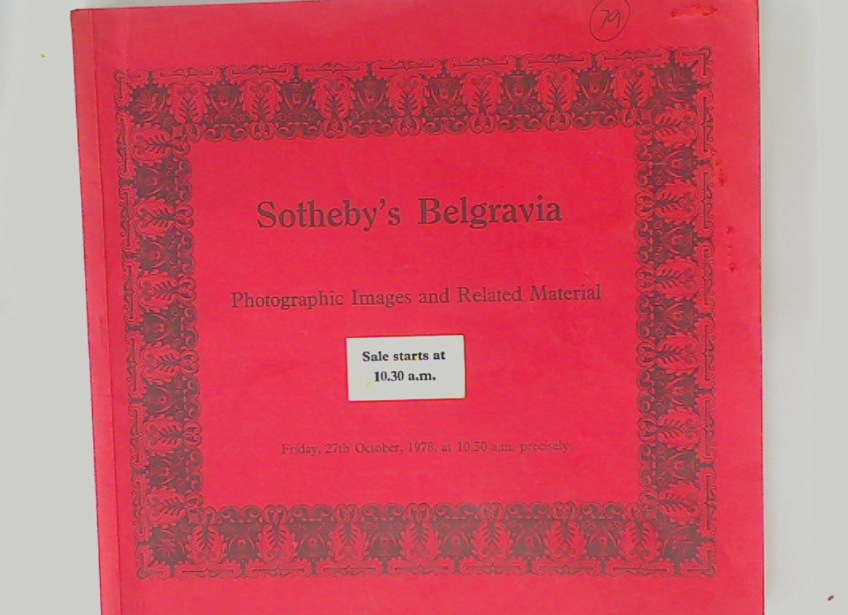 79
Sotheby's Belgravia
Photographic Images and Related Material
Sale starts at
10.30 a.m.
Friday, 27th October, 1978, at 10.30 a.m. precisely